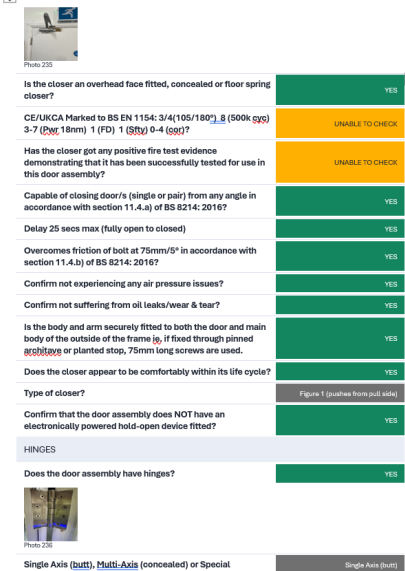 Photo 235
Is the closer an overhead face fitted, concealed or floor spring
closer?
YES
CE/UKCA Marked to BS EN 1154: 3/4(105/180°) 8 (500k cyc)
3-7 (Pwr 18nm) 1 (FD) 1 (Sfty) 0-4 (cor)?
UNABLE TO CHECK
Has the closer got any positive fire test evidence
demonstrating that it has been successfully tested for use in
this door assembly?
UNABLE TO CHECK
Capable of closing door/s (single or pair) from any angle in
accordance with section 11.4.a) of BS 8214: 2016?
YES
Delay 25 secs max (fully open to closed)
YES
Overcomes friction of bolt at 75mm/5° in accordance with
section 11.4.b) of BS 8214: 2016?
YES
Confirm not experiencing any air pressure issues?
YES
Confirm not suffering from oil leaks/wear & tear?
YES
Is the body and arm securely fitted to both the door and main
body of the outside of the frame ie, if fixed through pinned
architave or planted stop, 75mm long screws are used.
YES
Does the closer appear to be comfortably within its life cycle?
YES
Type of closer?
Figure 1 (pushes from pull side)
Confirm that the door assembly does NOT have an
electronically powered hold-open device fitted?
YES
HINGES
Does the door assembly have hinges?
YES
Photo 236
Single Axis (butt), Multi-Axis (concealed) or Special
Single Axis (butt)